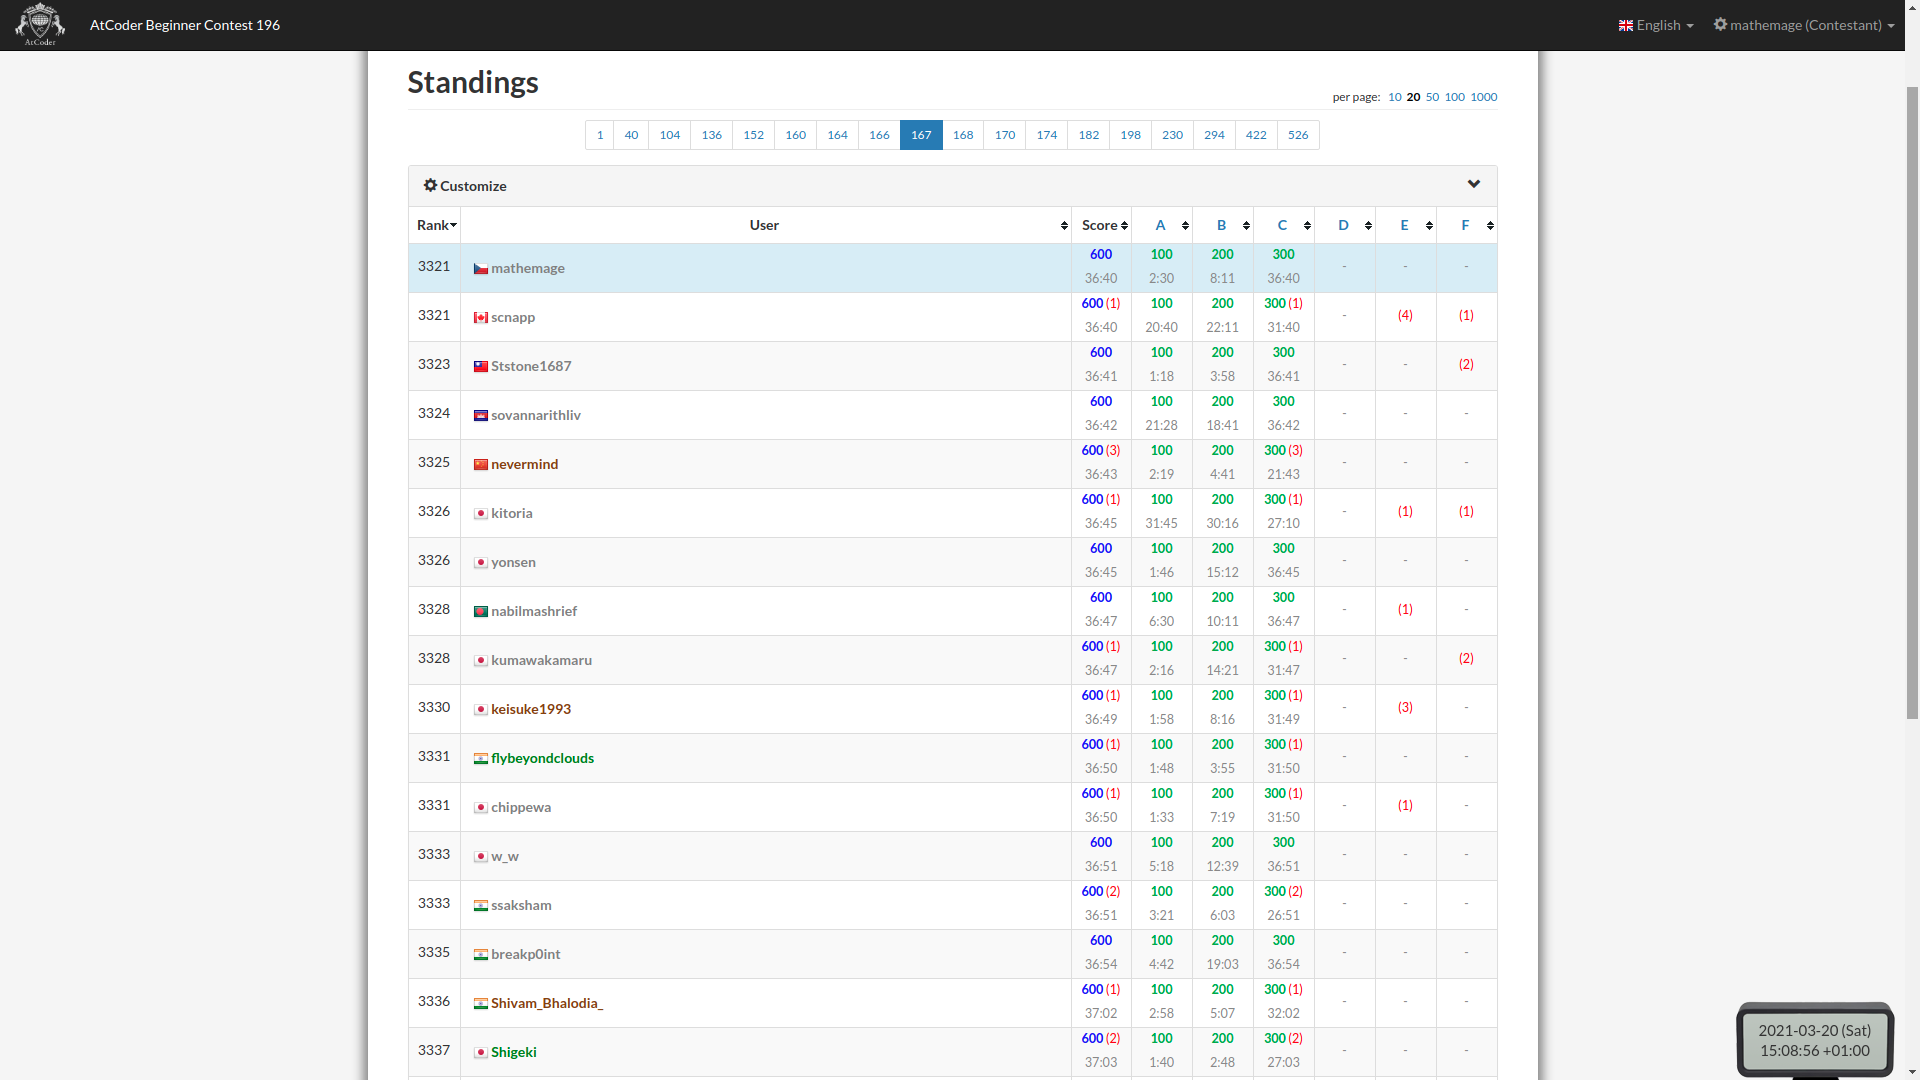 AtCoder
AtCoder Beginner Contest 196
English
mathemage (Contestant)
Standings
per page: 10 20 50 100 1000
1 40 104 136 152 160 164 166 167 168 170 174 182 198 230 294 422 526
Customize
Rank User Score A B C D E F
3321 mathemage 600 100 200 300 - - -
36:40 2:30 8:11 36:40
3321 scnapp 600 (1) 100 200 300 (1) - (4) (1)
36:40 20:40 22:11 31:40
3323 Ststone1687 600 100 200 300 - - (2)
36:41 1:18 3:58 36:41
3324 sovannarithliv 600 100 200 300 - - -
36:42 21:28 18:41 36:42
3325 nevermind 600 (3) 100 200 300 (3) - - -
36:43 2:19 4:41 21:43
3326 kitoria 600 (1) 100 200 300 (1) - (1) (1)
36:45 31:45 30:16 27:10
3326 yonsen 600 100 200 300 - - -
36:45 1:46 15:12 36:45
3328 nabilmashrief 600 100 200 300 - (1) -
36:47 6:30 10:11 36:47
3328 kumawakamaru 600 (1) 100 200 300 (1) - - (2)
36:47 2:16 14:21 31:47
3330 keisuke1993 600 (1) 100 200 300 (1) - (3) -
36:49 1:58 8:16 31:49
3331 flybeyondclouds 600 (1) 100 200 300 (1) - - -
36:50 1:48 3:55 31:50
3331 chippewa 600 (1) 100 200 300 (1) - (1) -
36:50 1:33 7:19 31:50
3333 w_w 600 100 200 300 - - -
36:51 5:18 12:39 36:51
3333 ssaksham 600 (2) 100 200 300 (2) - - -
36:51 3:21 6:03 26:51
3335 breakp0int 600 100 200 300 - - -
36:54 4:42 19:03 36:54
3336 Shivam_Bhalodia_ 600 (1) 100 200 300 (1) - - -
37:02 2:58 5:07 32:02
3337 Shigeki 600 (2) 100 200 300 (2) - - -
37:03 1:40 2:48 27:03
2021-03-20 (Sat)
15:08:56 +01:00